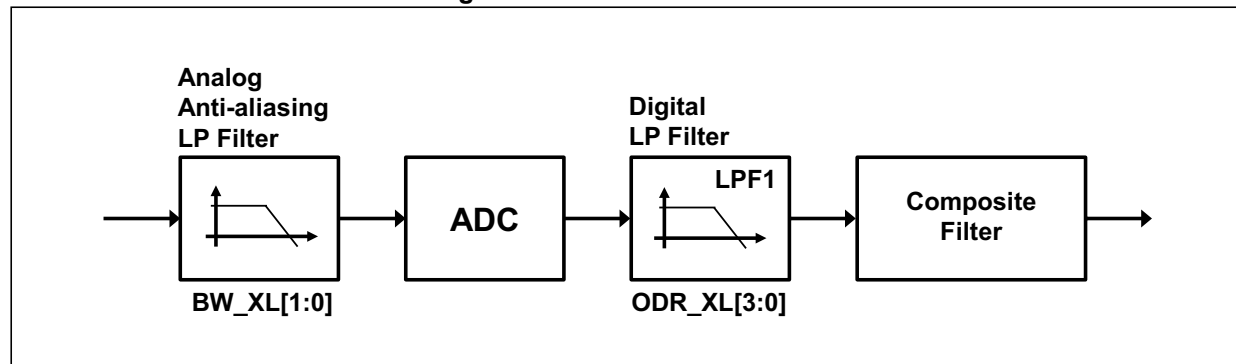 Analog
Anti-aliasing
LP Filter
BW_XL[1:0]
ADC
Digital
LP Filter
LPF1
ODR_XL[3:0]
Composite
Filter